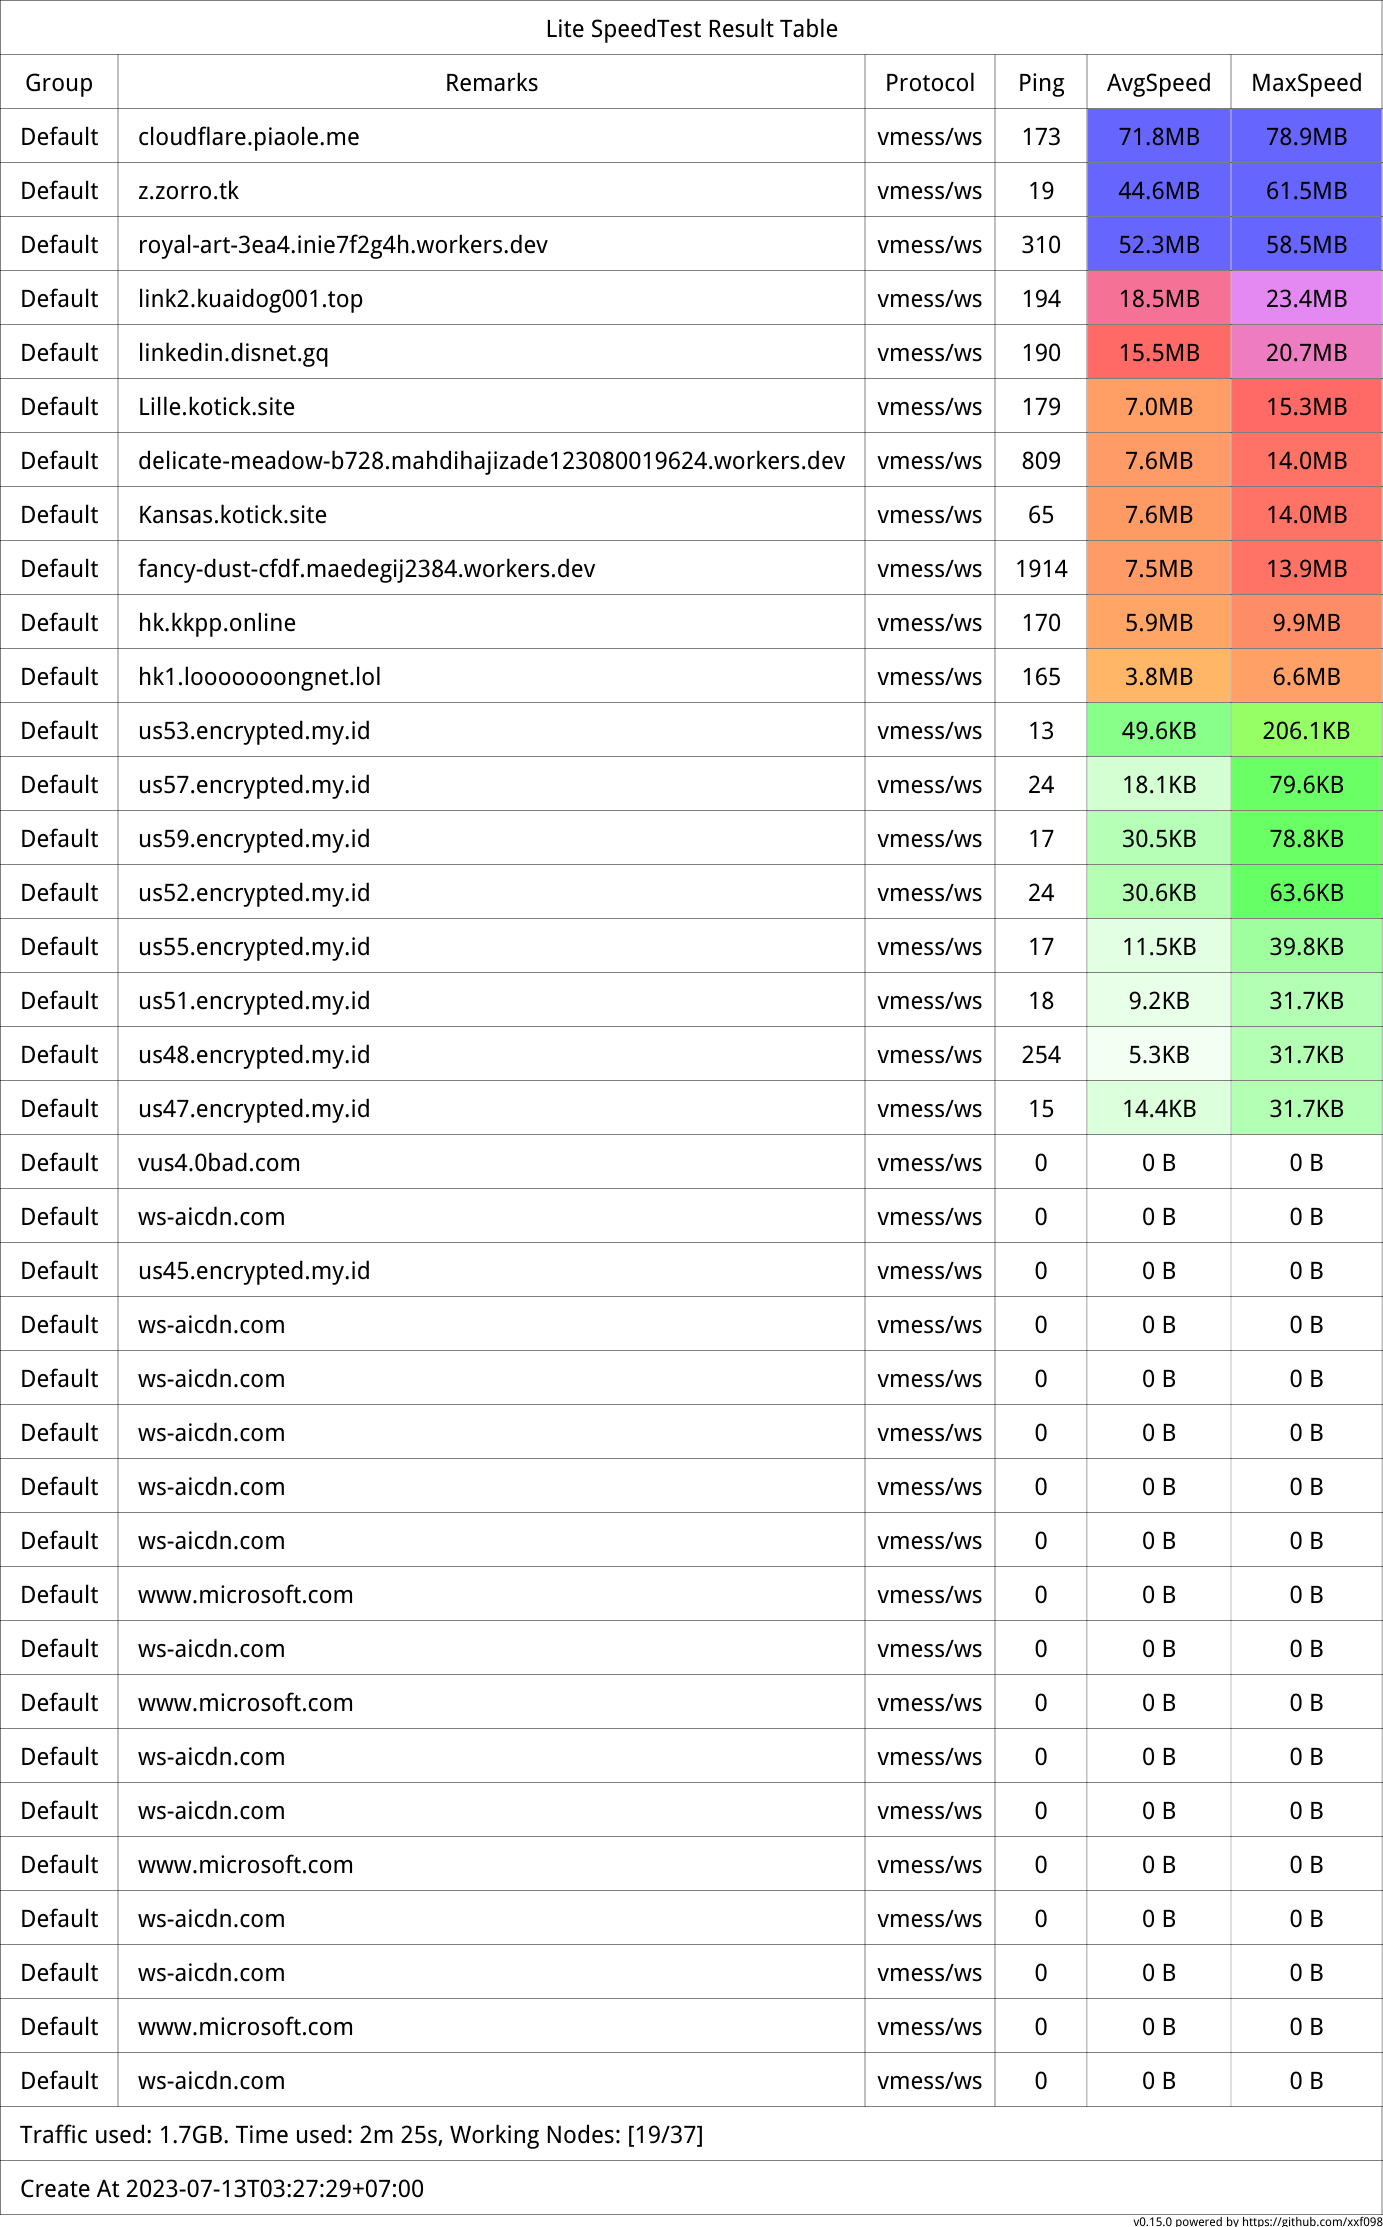 Lite SpeedTest Result Table
Group Remarks Protocol Ping AvgSpeed MaxSpeed
Default cloudflare.piaole.me vmess/ws 173 71.8MB 78.9MB
Default z.zorro.tk vmess/ws 19 44.6MB 61.5MB
Default royal-art-3ea4.inie7f2g4h.workers.dev vmess/ws 310 52.3MB 58.5MB
Default link2.kuaidog001.top vmess/ws 194 18.5MB 23.4MB
Default linkedin.disnet.gq vmess/ws 190 15.5MB 20.7MB
Default Lille.kotick.site vmess/ws 179 7.0MB 15.3MB
Default delicate-meadow-b728.mahdihajizade123080019624.workers.dev vmess/ws 809 7.6MB 14.0MB
Default Kansas.kotick.site vmess/ws 65 7.6MB 14.0MB
Default fancy-dust-cfdf.maedegij2384.workers.dev vmess/ws 1914 7.5MB 13.9MB
Default hk.kkpp.online vmess/ws 170 5.9MB 9.9MB
Default hk1.looooooongnet.lol vmess/ws 165 3.8MB 6.6MB
Default us53.encrypted.my.id vmess/ws 13 49.6KB 206.1KB
Default us57.encrypted.my.id vmess/ws 24 18.1KB 79.6KB
Default us59.encrypted.my.id vmess/ws 17 30.5KB 78.8KB
Default us52.encrypted.my.id vmess/ws 24 30.6KB 63.6KB
Default us55.encrypted.my.id vmess/ws 17 11.5KB 39.8KB
Default us51.encrypted.my.id vmess/ws 18 9.2KB 31.7KB
Default us48.encrypted.my.id vmess/ws 254 5.3KB 31.7KB
Default us47.encrypted.my.id vmess/ws 15 14.4KB 31.7KB
Default vus4.0bad.com vmess/ws 0 0 B 0 B
Default ws-aicdn.com vmess/ws 0 0 B 0 B
Default us45.encrypted.my.id vmess/ws 0 0 B 0 B
Default ws-aicdn.com vmess/ws 0 0 B 0 B
Default ws-aicdn.com vmess/ws 0 0 B 0 B
Default ws-aicdn.com vmess/ws 0 0 B 0 B
Default ws-aicdn.com vmess/ws 0 0 B 0 B
Default ws-aicdn.com vmess/ws 0 0 B 0 B
Default www.microsoft.com vmess/ws 0 0 B 0 B
Default ws-aicdn.com vmess/ws 0 0 B 0 B
Default www.microsoft.com vmess/ws 0 0 B 0 B
Default ws-aicdn.com vmess/ws 0 0 B 0 B
Default ws-aicdn.com vmess/ws 0 0 B 0 B
Default www.microsoft.com vmess/ws 0 0 B 0 B
Default ws-aicdn.com vmess/ws 0 0 B 0 B
Default ws-aicdn.com vmess/ws 0 0 B 0 B
Default www.microsoft.com vmess/ws 0 0 B 0 B
Default ws-aicdn.com vmess/ws 0 0 B 0 B
Traffic used: 1.7GB. Time used: 2m 25s, Working Nodes: [19/37]
Create At 2023-07-13T03:27:29+07:00
v0.15.0 powered by https://github.com/xxf098